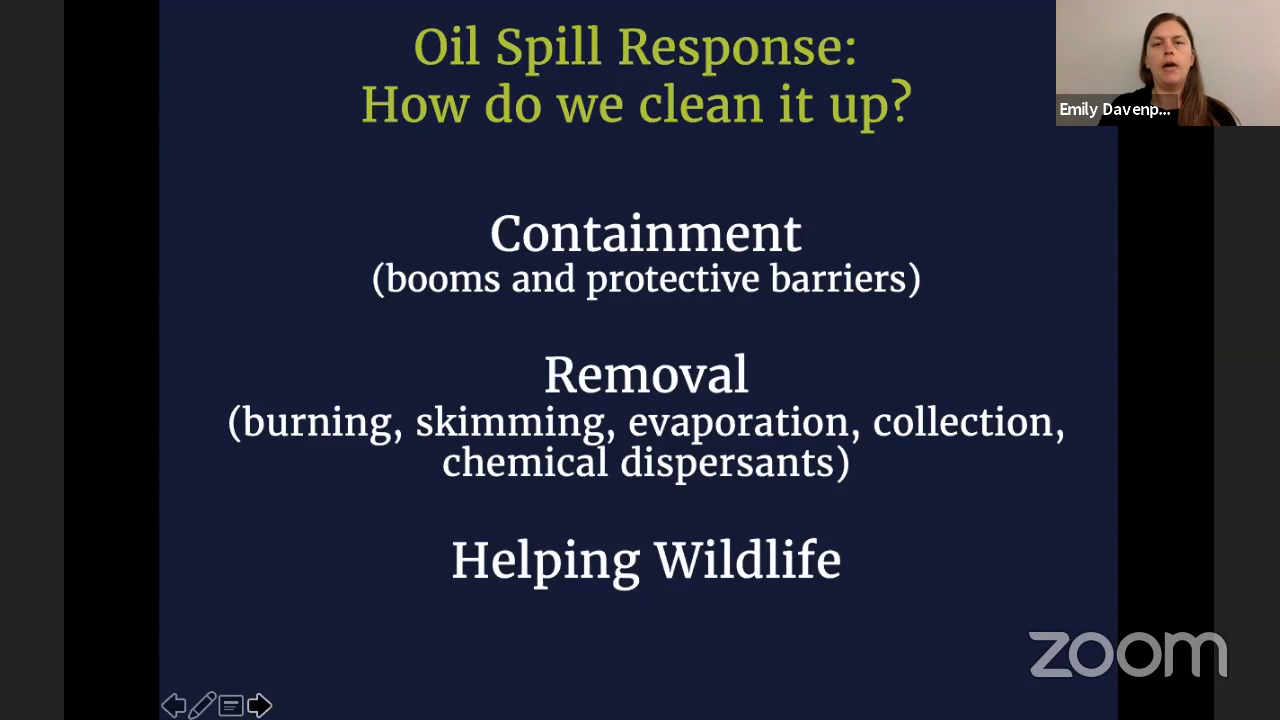 Oil Spill Response:
How do we clean it up?
Emily Davenp...
Containment
(booms and protective barriers)
Removal
(burning, skimming, evaporation, collection,
chemical dispersants)
Helping Wildlife
zoom